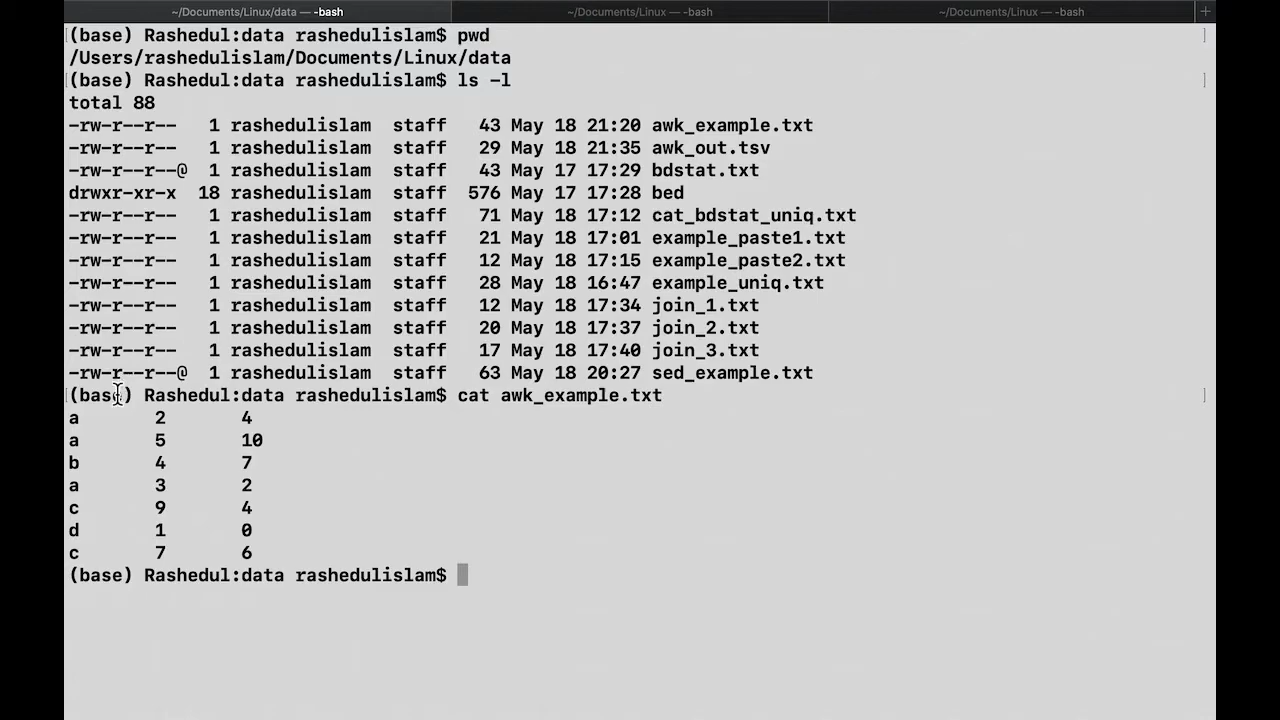 ~/Documents/Linux/data — -bash ~/Documents/Linux — -bash ~/Documents/Linux — -bash +
(base) Rashedul:data rashedulislam$ pwd
/Users/rashedulislam/Documents/Linux/data
(base) Rashedul:data rashedulislam$ ls -l
total 88
-rw-r--r-- 1 rashedulislam staff 43 May 18 21:20 awk_example.txt
-rw-r--r-- 1 rashedulislam staff 29 May 18 21:35 awk_out.tsv
-rw-r--r--@ 1 rashedulislam staff 43 May 17 17:29 bdstat.txt
drwxr-xr-x 18 rashedulislam staff 576 May 17 17:28 bed
-rw-r--r-- 1 rashedulislam staff 71 May 18 17:12 cat_bdstat_uniq.txt
-rw-r--r-- 1 rashedulislam staff 21 May 18 17:01 example_paste1.txt
-rw-r--r-- 1 rashedulislam staff 12 May 18 17:15 example_paste2.txt
-rw-r--r-- 1 rashedulislam staff 28 May 18 16:47 example_uniq.txt
-rw-r--r-- 1 rashedulislam staff 12 May 18 17:34 join_1.txt
-rw-r--r-- 1 rashedulislam staff 20 May 18 17:37 join_2.txt
-rw-r--r-- 1 rashedulislam staff 17 May 18 17:40 join_3.txt
-rw-r--r--@ 1 rashedulislam staff 63 May 18 20:27 sed_example.txt
(base) Rashedul:data rashedulislam$ cat awk_example.txt
a 2 4
a 5 10
b 4 7
a 3 2
c 9 4
d 1 0
c 7 6
(base) Rashedul:data rashedulislam$